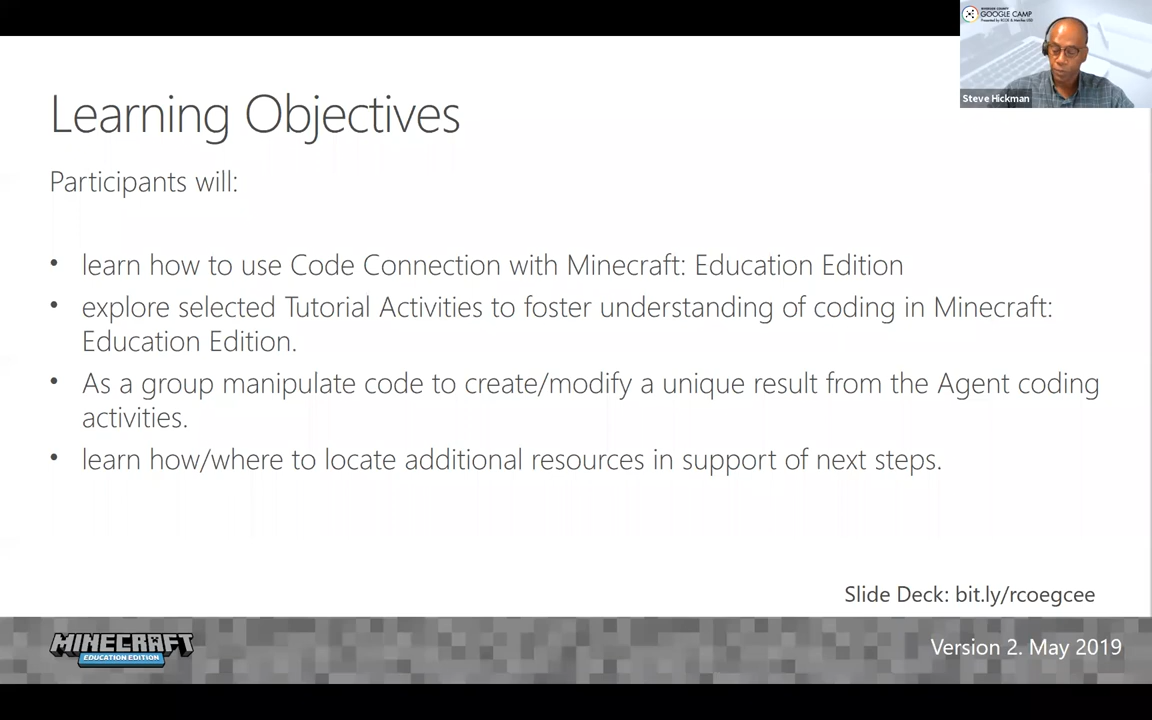 GOOGLE CAMP
Steve Hickman
Learning Objectives
Participants will:
• learn how to use Code Connection with Minecraft: Education Edition
• explore selected Tutorial Activities to foster understanding of coding in Minecraft:
Education Edition.
• As a group manipulate code to create/modify a unique result from the Agent coding
activities.
• learn how/where to locate additional resources in support of next steps.
Slide Deck: bit.ly/rcoegcee
MINECRAFT
EDUCATION EDITION
Version 2. May 2019